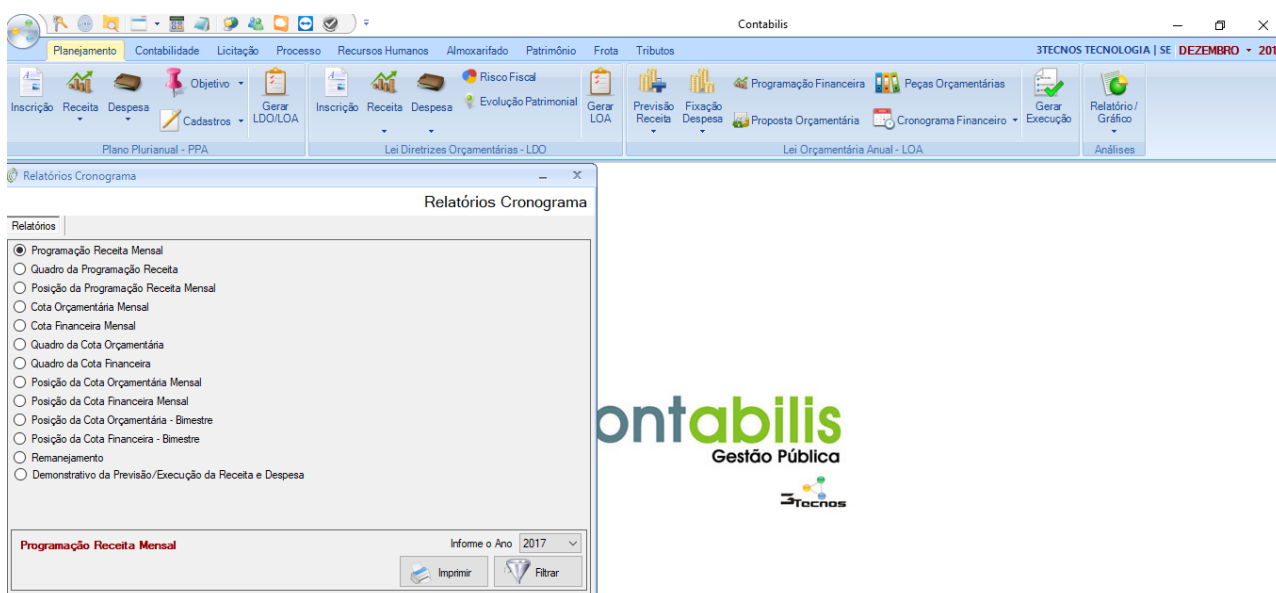 Contabilis
Planejamento Contabilidade Licitação Processo Recursos Humanos Almoxarifado Patrimônio Frota Tributos 3TECNOS TECNOLOGIA | SE DEZEMBRO 201
Inscrição Receita Despesa Objetivo Cadastros Gerar LDO/LOA
Plano Plurianual - PPA
Inscrição Receita Despesa Risco Fiscal Evolução Patrimonial Gerar LOA
Lei Diretrizes Orçamentárias - LDO
Previsão Receita Fixação Despesa Programação Financeira Peças Orçamentárias
Proposta Orçamentária Cronograma Financeiro Gerar Execução
Lei Orçamentária Anual - LOA
Relatório / Gráfico
Análises
Relatórios Cronograma
Relatórios Cronograma
Relatórios
Programação Receita Mensal
Quadro da Programação Receita
Posição da Programação Receita Mensal
Cota Orçamentária Mensal
Cota Financeira Mensal
Quadro da Cota Orçamentária
Quadro da Cota Financeira
Posição da Cota Orçamentária Mensal
Posição da Cota Financeira Mensal
Posição da Cota Orçamentária - Bimestre
Posição da Cota Financeira - Bimestre
Remanejamento
Demonstrativo da Previsão/Execução da Receita e Despesa
Programação Receita Mensal Informe o Ano 2017
Imprimir Filtrar
ontabilis
Gestão Pública
3Tecnos